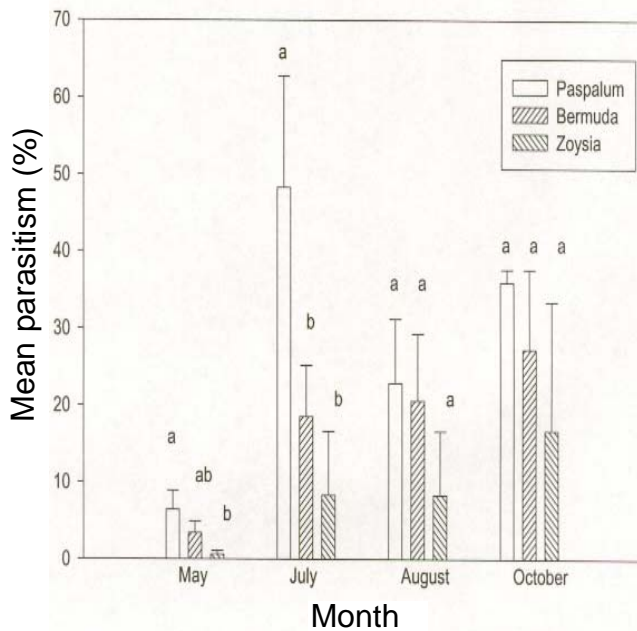 Mean parasitism (%)
70
60
50
40
30
20
10
0
a
ab
b
a
b
b
a
a
a
a
a
a
Paspalum
Bermuda
Zoysia
May
July
August
October
Month